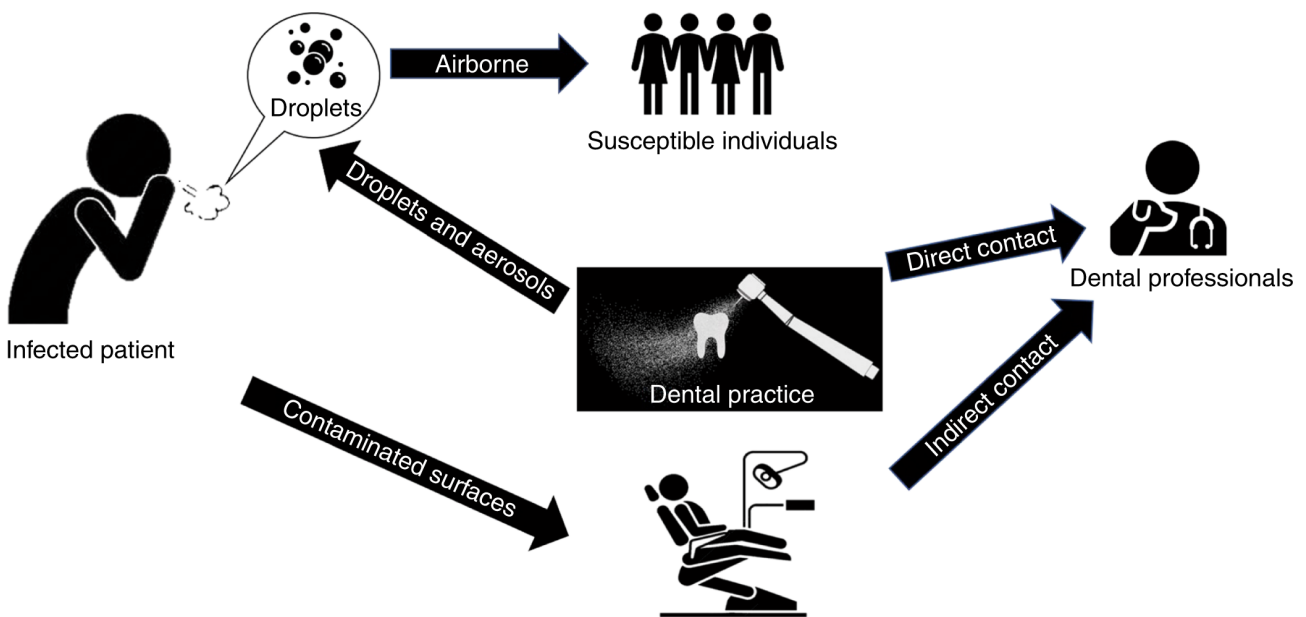 Droplets
Airborne
Susceptible individuals
Infected patient
Droplets and aerosols
Direct contact
Dental professionals
Dental practice
Contaminated surfaces
Indirect contact